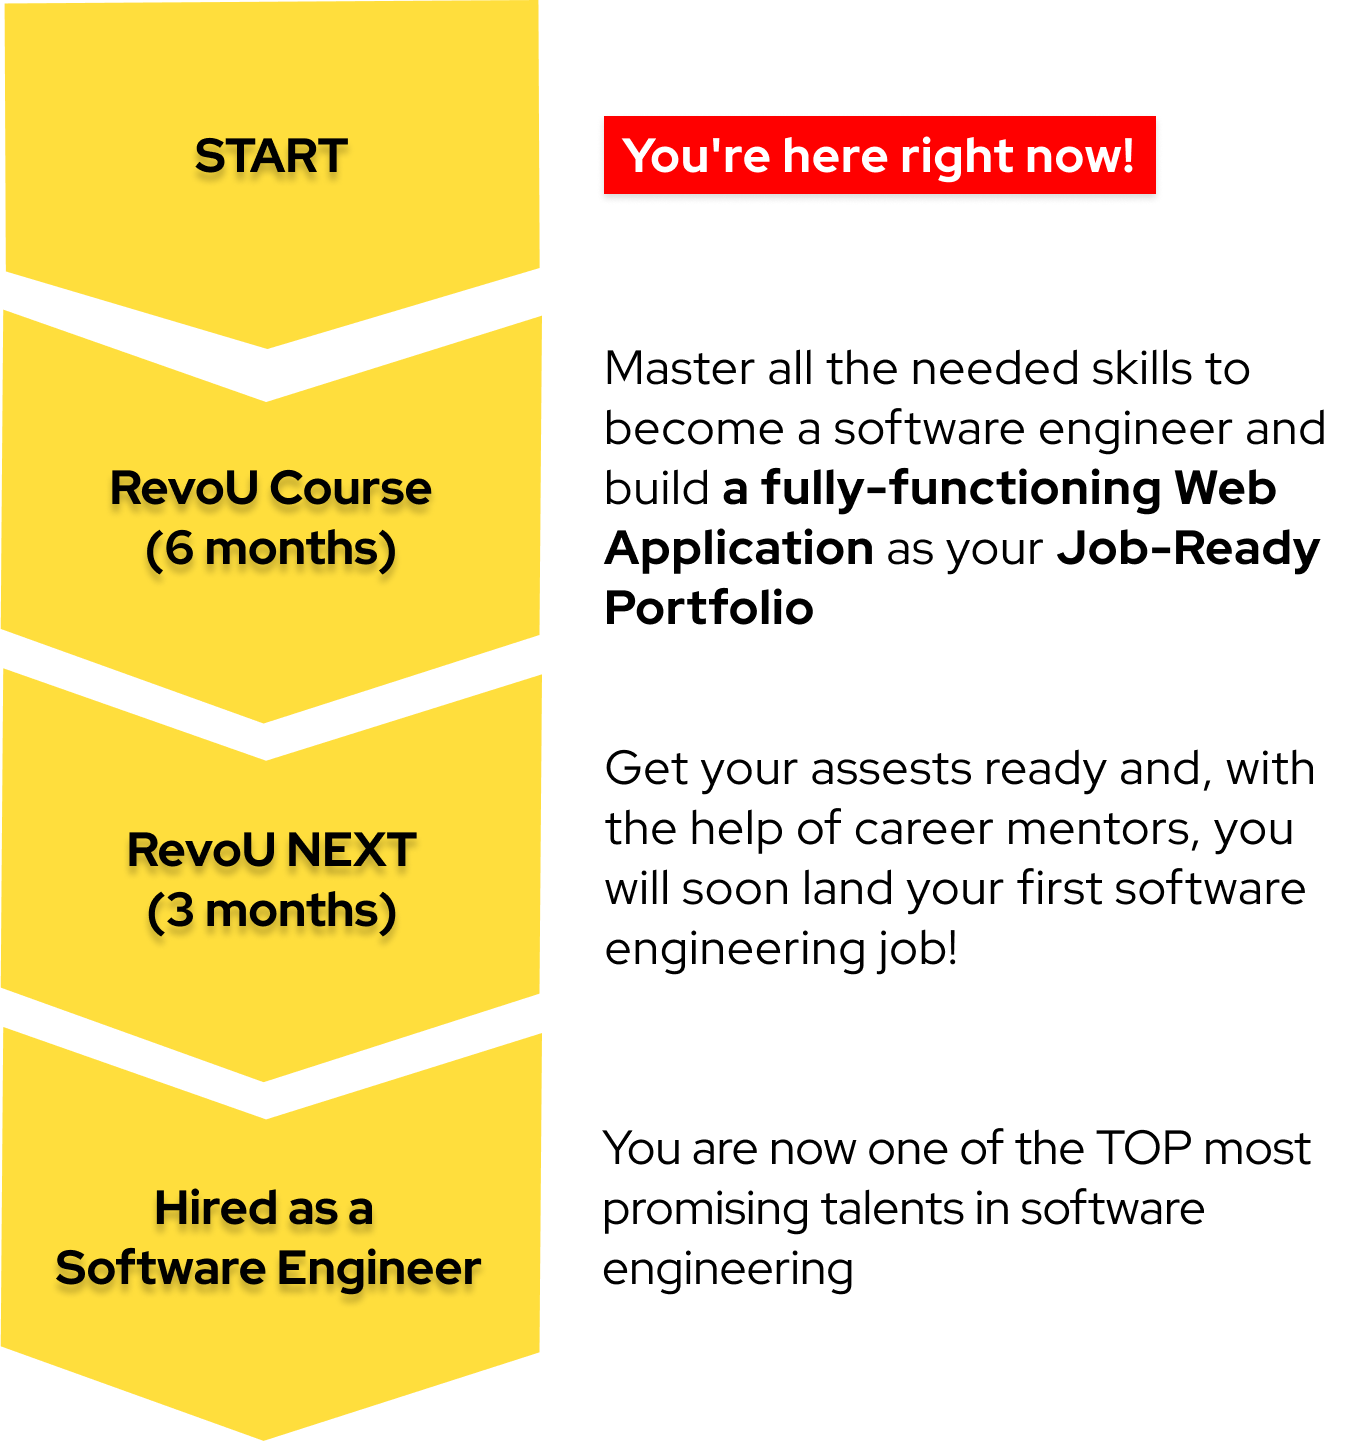 START
You're here right now!
RevoU Course
(6 months)
Master all the needed skills to
become a software engineer and
build a fully-functioning Web
Application as your Job-Ready
Portfolio
RevoU NEXT
(3 months)
Get your assests ready and, with
the help of career mentors, you
will soon land your first software
engineering job!
Hired as a
Software Engineer
You are now one of the TOP most
promising talents in software
engineering